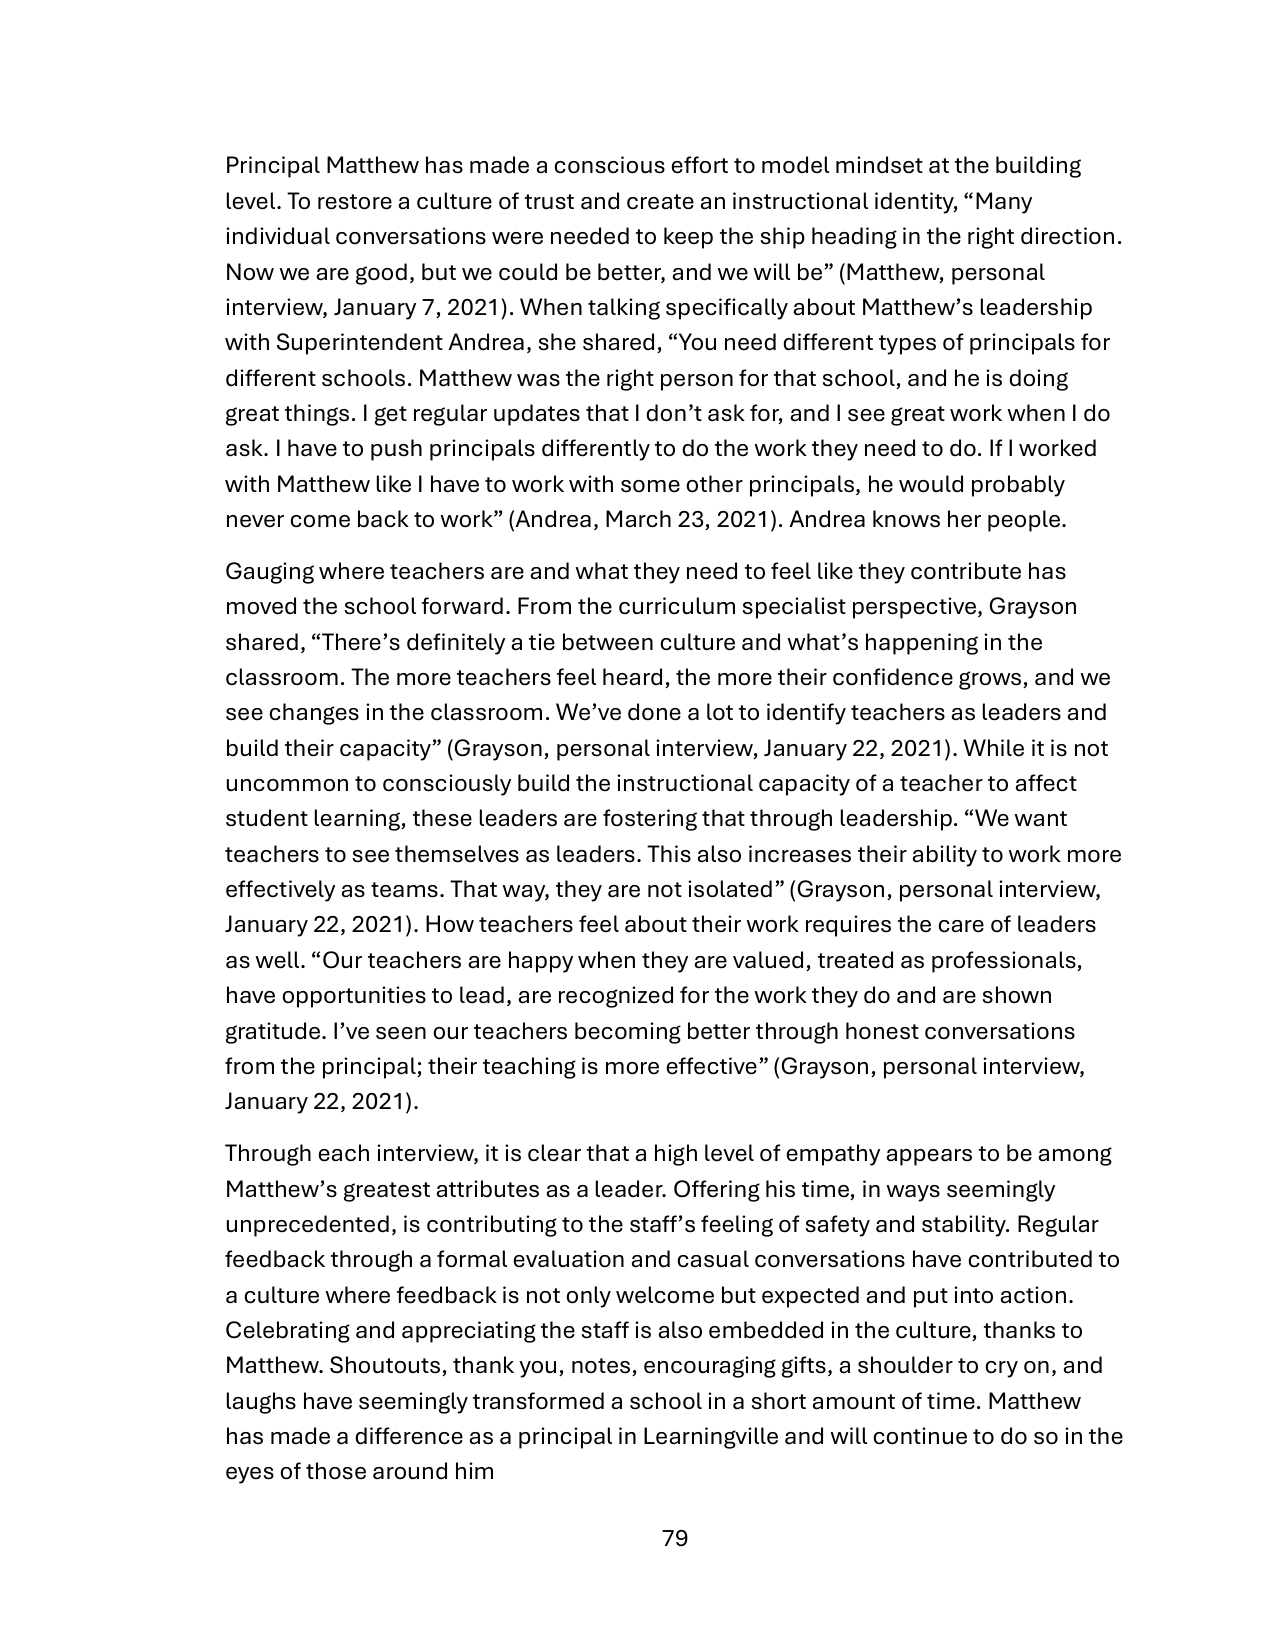 Principal Matthew has made a conscious effort to model mindset at the building
level. To restore a culture of trust and create an instructional identity, “Many
individual conversations were needed to keep the ship heading in the right direction.
Now we are good, but we could be better, and we will be” (Matthew, personal
interview, January 7, 2021). When talking specifically about Matthew’s leadership
with Superintendent Andrea, she shared, “You need different types of principals for
different schools. Matthew was the right person for that school, and he is doing
great things. I get regular updates that I don’t ask for, and I see great work when I do
ask. I have to push principals differently to do the work they need to do. If I worked
with Matthew like I have to work with some other principals, he would probably
never come back to work” (Andrea, March 23, 2021). Andrea knows her people.
Gauging where teachers are and what they need to feel like they contribute has
moved the school forward. From the curriculum specialist perspective, Grayson
shared, “There’s definitely a tie between culture and what’s happening in the
classroom. The more teachers feel heard, the more their confidence grows, and we
see changes in the classroom. We’ve done a lot to identify teachers as leaders and
build their capacity” (Grayson, personal interview, January 22, 2021). While it is not
uncommon to consciously build the instructional capacity of a teacher to affect
student learning, these leaders are fostering that through leadership. “We want
teachers to see themselves as leaders. This also increases their ability to work more
effectively as teams. That way, they are not isolated” (Grayson, personal interview,
January 22, 2021). How teachers feel about their work requires the care of leaders
as well. “Our teachers are happy when they are valued, treated as professionals,
have opportunities to lead, are recognized for the work they do and are shown
gratitude. I’ve seen our teachers becoming better through honest conversations
from the principal; their teaching is more effective” (Grayson, personal interview,
January 22, 2021).
Through each interview, it is clear that a high level of empathy appears to be among
Matthew’s greatest attributes as a leader. Offering his time, in ways seemingly
unprecedented, is contributing to the staff’s feeling of safety and stability. Regular
feedback through a formal evaluation and casual conversations have contributed to
a culture where feedback is not only welcome but expected and put into action.
Celebrating and appreciating the staff is also embedded in the culture, thanks to
Matthew. Shoutouts, thank you, notes, encouraging gifts, a shoulder to cry on, and
laughs have seemingly transformed a school in a short amount of time. Matthew
has made a difference as a principal in Learningville and will continue to do so in the
eyes of those around him
79